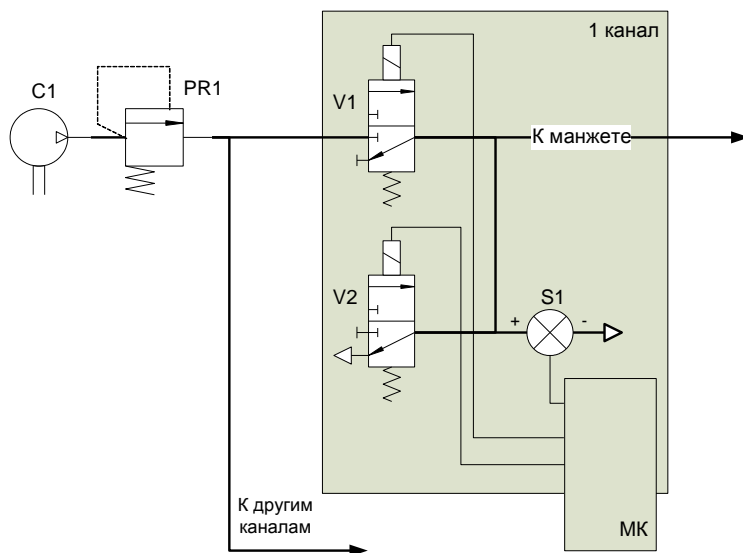 1 канал
C1
PR1
V1
К манжете
V2
S1
+
-
К другим
каналам
МК